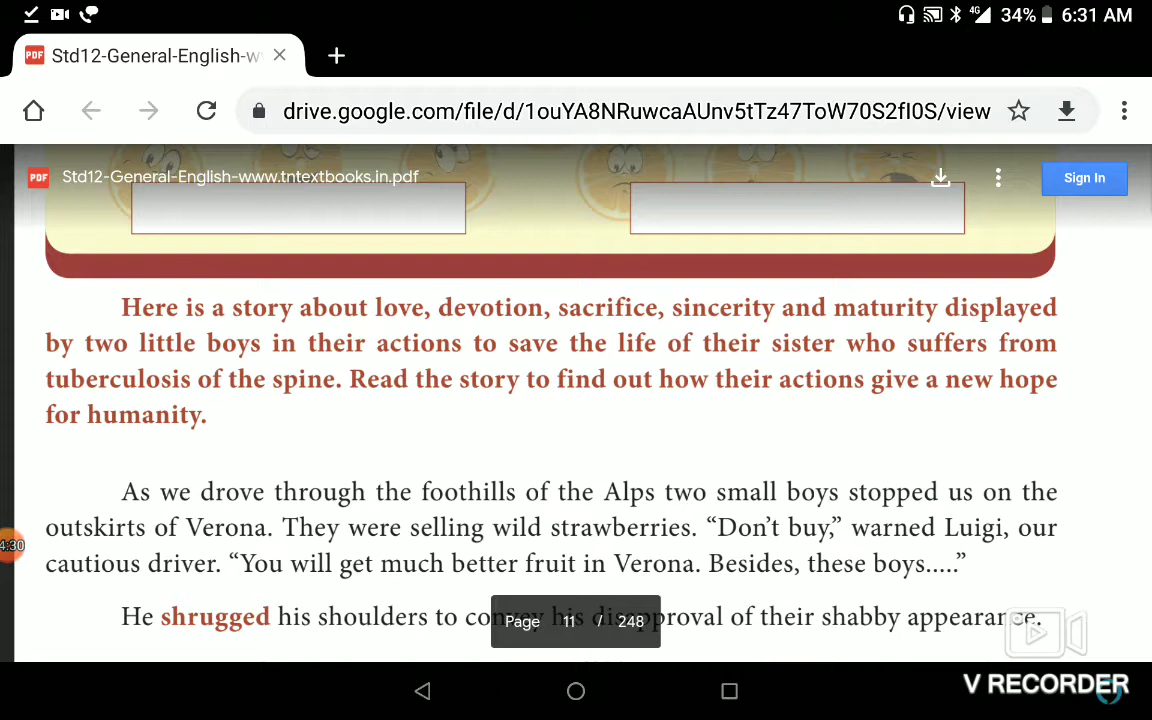 4G 34% 6:31 AM
PDF Std12-General-English-w
drive.google.com/file/d/1ouYA8NRuwcaAUnv5tTz47ToW70S2fI0S/view
PDF Std12-General-English-www.tntextbooks.in.pdf Sign In
Here is a story about love, devotion, sacrifice, sincerity and maturity displayed
by two little boys in their actions to save the life of their sister who suffers from
tuberculosis of the spine. Read the story to find out how their actions give a new hope
for humanity.
As we drove through the foothills of the Alps two small boys stopped us on the
outskirts of Verona. They were selling wild strawberries. “Don’t buy,” warned Luigi, our
4:30
cautious driver. “You will get much better fruit in Verona. Besides, these boys.....”
He shrugged his shoulders to convey his disapproval of their shabby appearance.
Page 11 / 248
V RECORDER